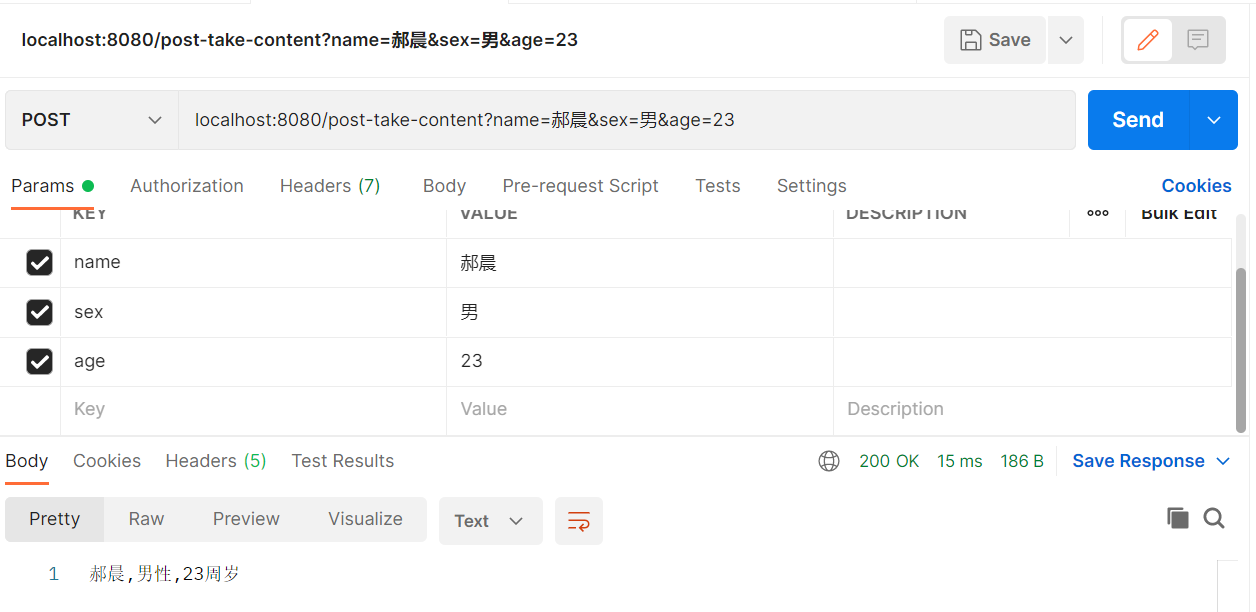 localhost:8080/post-take-content?name=郝晨&sex=男&age=23
Save
POST
localhost:8080/post-take-content?name=郝晨&sex=男&age=23
Send
Params Authorization Headers (7) Body Pre-request Script Tests Settings Cookies
KEY VALUE DESCRIPTION ooo Bulk Edit
name 郝晨
sex 男
age 23
Key Value Description
Body Cookies Headers (5) Test Results 200 OK 15 ms 186 B Save Response
Pretty Raw Preview Visualize Text
1 郝晨,男性,23周岁